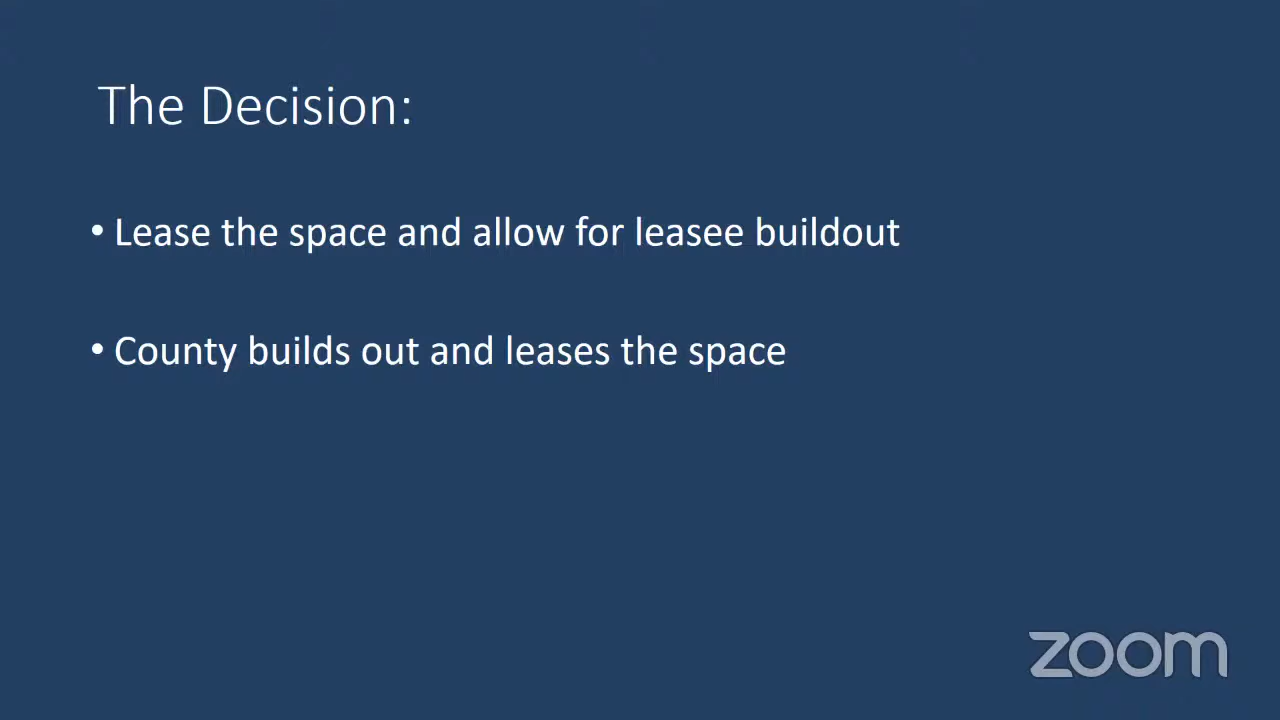 The Decision:
• Lease the space and allow for leasee buildout
• County builds out and leases the space
zoom